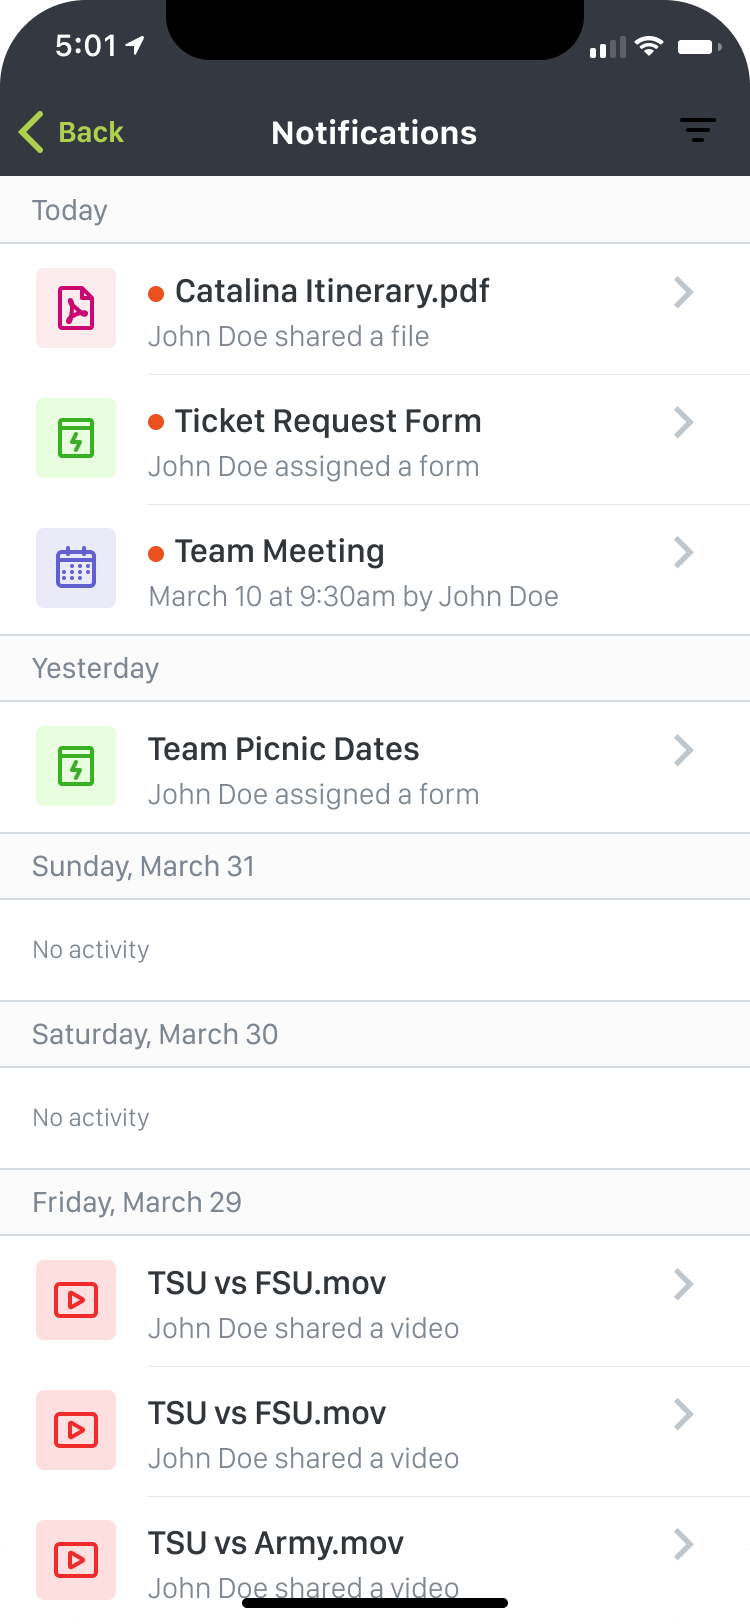 5:01
Back
Notifications
Today
Catalina Itinerary.pdf
John Doe shared a file
Ticket Request Form
John Doe assigned a form
Team Meeting
March 10 at 9:30am by John Doe
Yesterday
Team Picnic Dates
John Doe assigned a form
Sunday, March 31
No activity
Saturday, March 30
No activity
Friday, March 29
TSU vs FSU.mov
John Doe shared a video
TSU vs FSU.mov
John Doe shared a video
TSU vs Army.mov
John Doe shared a video